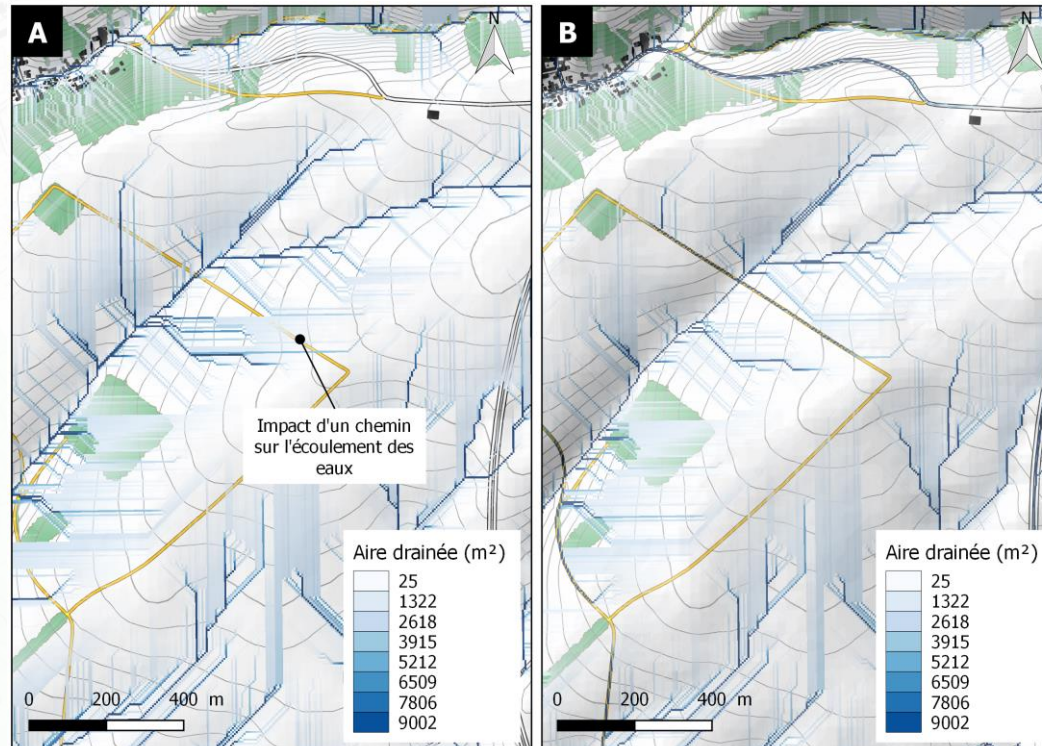 A
N
Impact d'un chemin
sur l'écoulement des
eaux
Aire drainée (m²)
25
1322
2618
3915
5212
6509
7806
9002
0 200 400 m
B
N
Aire drainée (m²)
25
1322
2618
3915
5212
6509
7806
9002
0 200 400 m